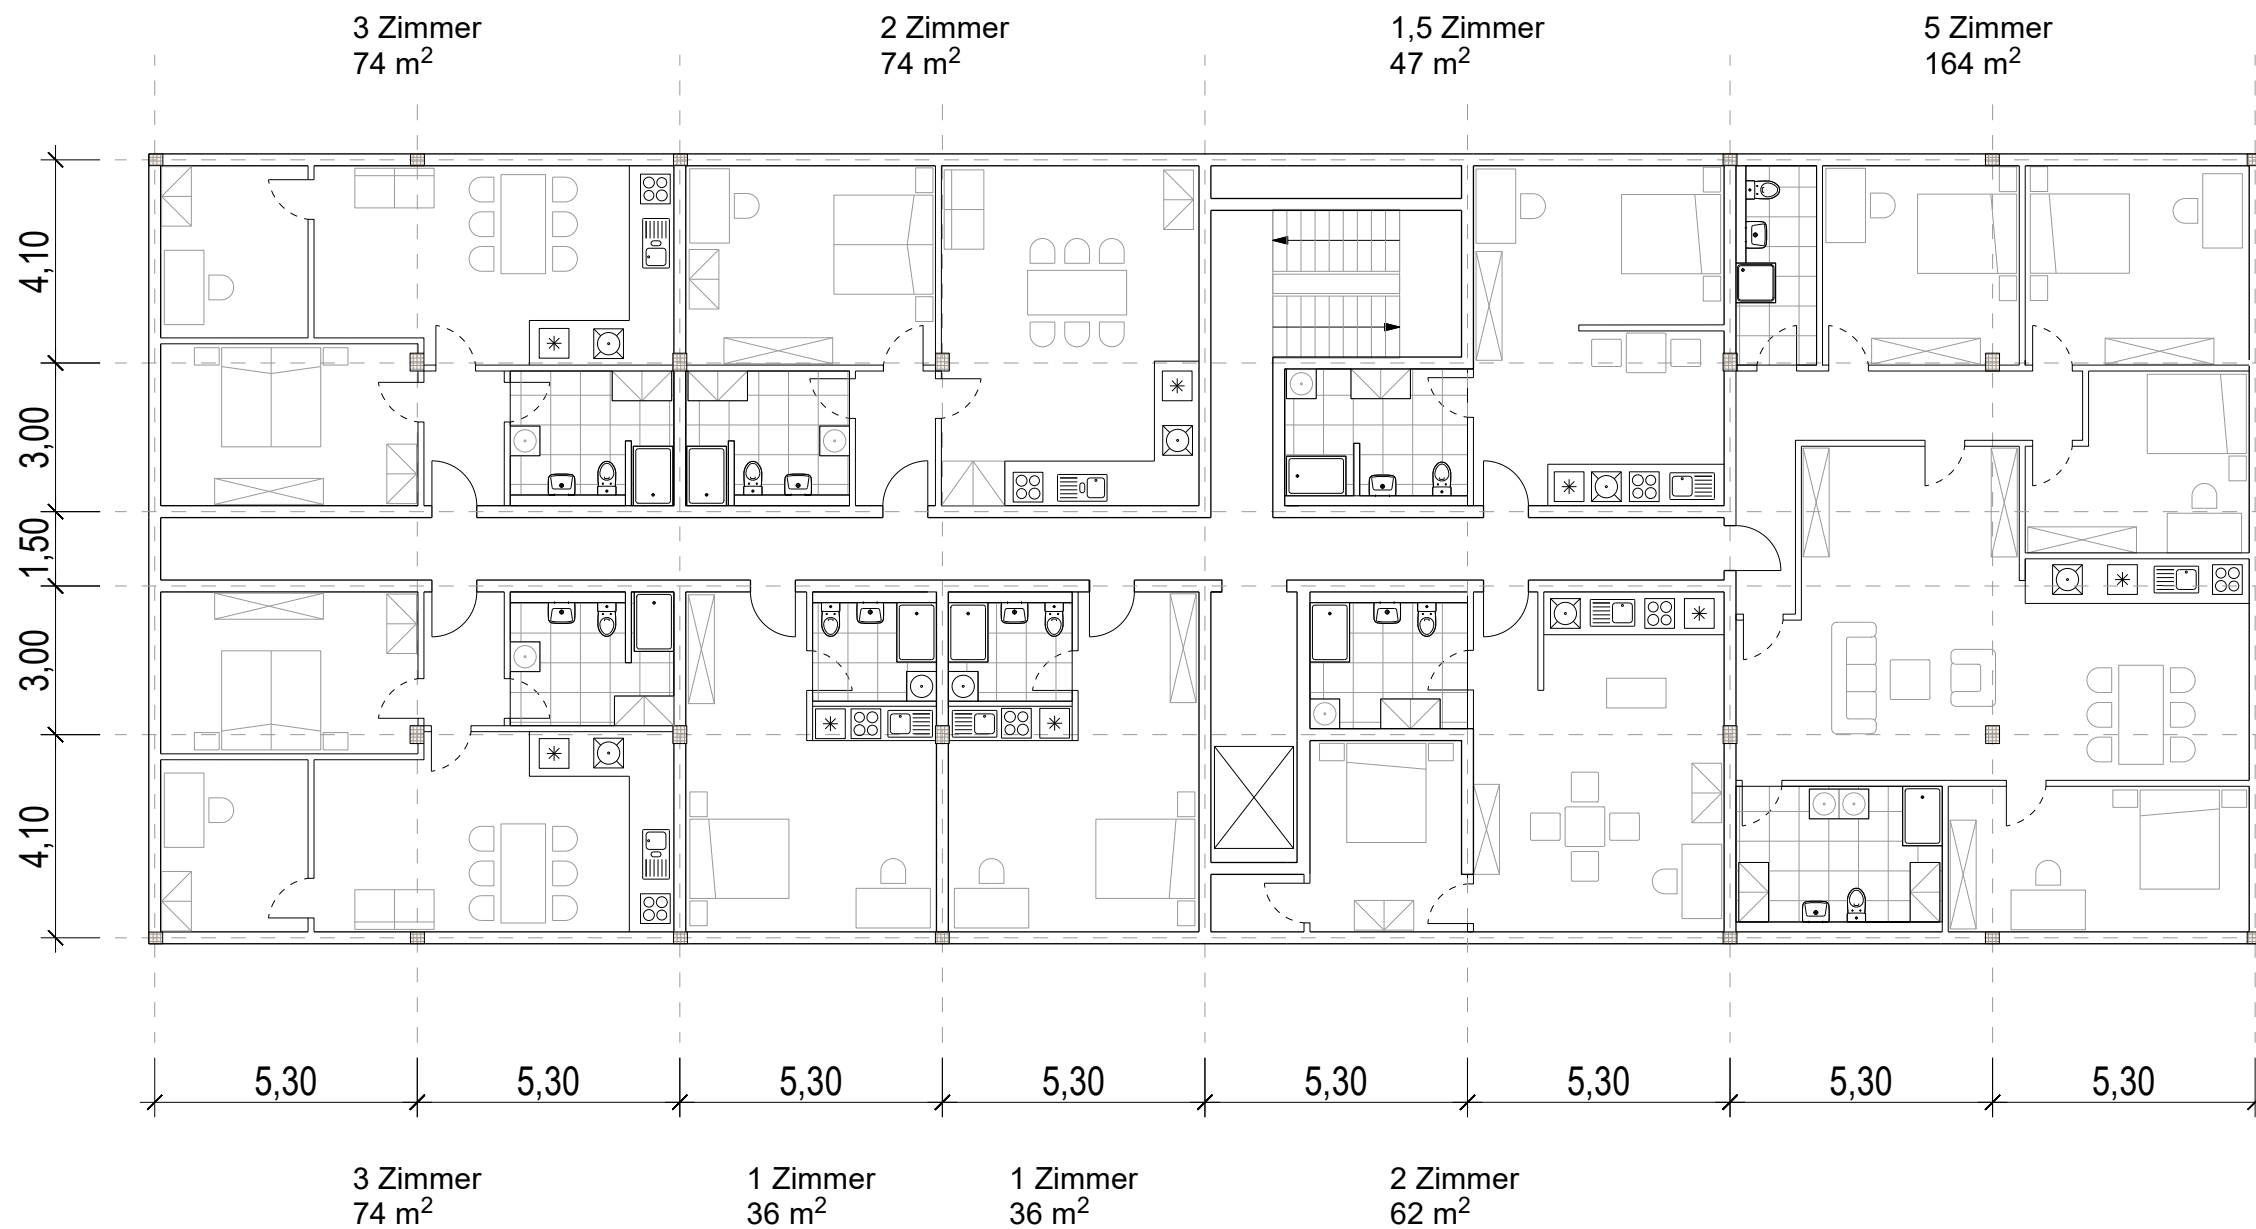 3 Zimmer
74 m²
2 Zimmer
74 m²
1,5 Zimmer
47 m²
5 Zimmer
164 m²
4,10
3,00
1,50
3,00
4,10
5,30
5,30
5,30
5,30
5,30
5,30
5,30
5,30
3 Zimmer
74 m²
1 Zimmer
36 m²
1 Zimmer
36 m²
2 Zimmer
62 m²